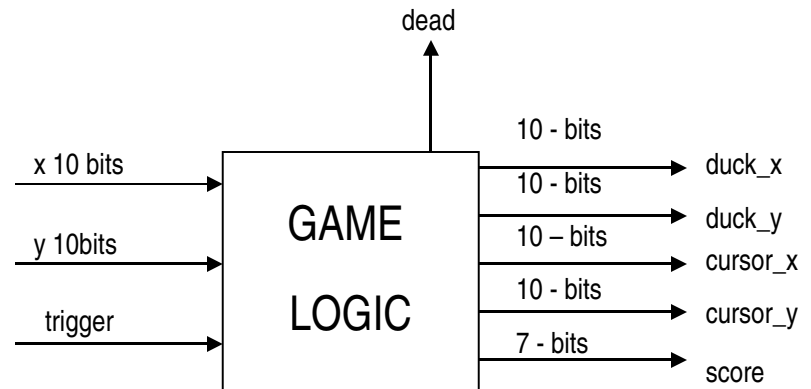 dead
x 10 bits
y 10bits
trigger
GAME
LOGIC
10 - bits
duck_x
10 - bits
duck_y
10 – bits
cursor_x
10 - bits
cursor_y
7 - bits
score